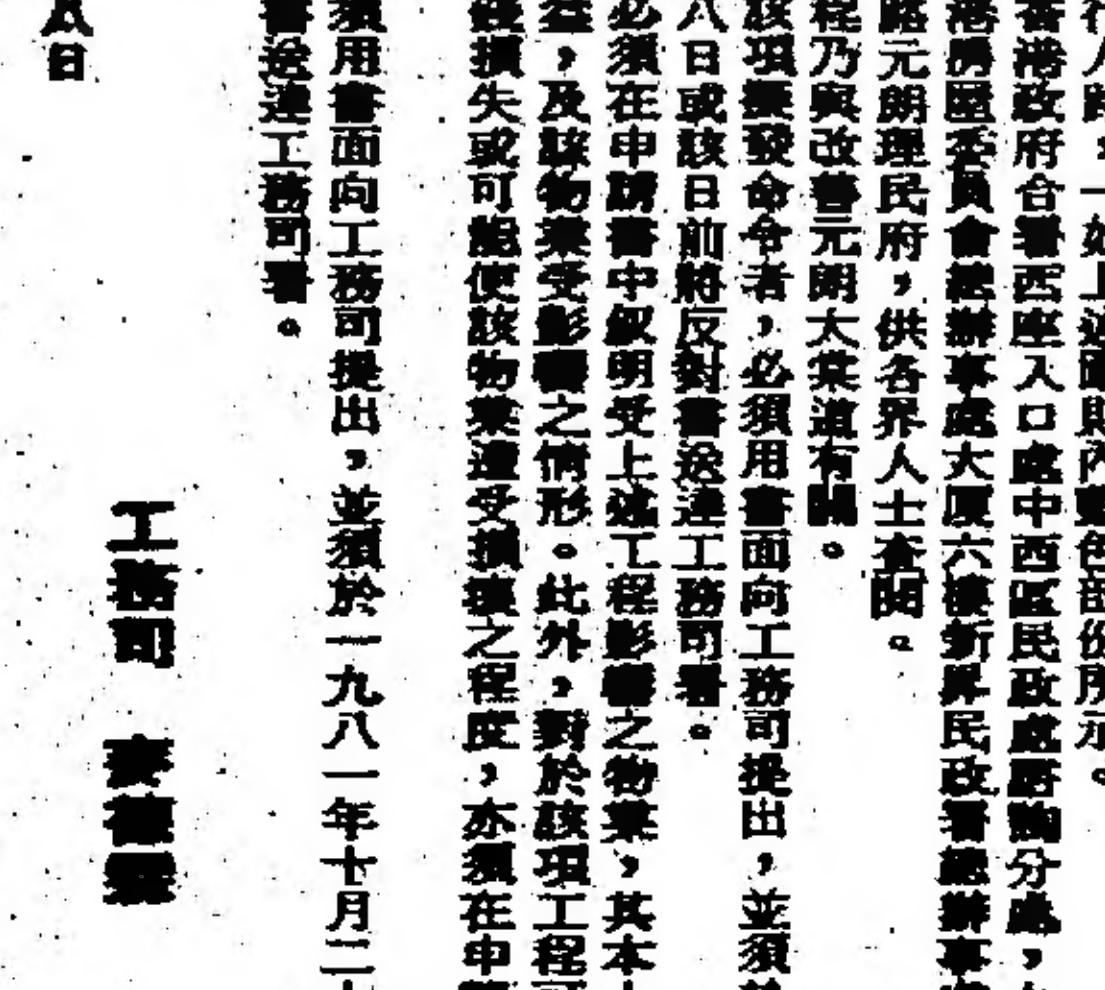 行人路,一如上述圖則內藍色部份所示。
香港政府合署西座入口處中西區民政處諮詢分處,
港房屋委員會總辦事處大厦六樓新界民政署總辦事處
路元朗理民府,供各界人士查閱。
程乃與改善元朗大棠道有關。
該項擬發命令者,必須用書面向工務司提出,並須於
八日或該日前將反對書送達工務司署。
必須在申請書中叙明受上述工程影響之物業,其本人
益,及該物業受影響之情形。此外,對於該項工程可
損失或可能使該物業遭受損壞之程度,亦須在申請
須用書面向工務司提出,並須於一九八一年十月二十
書送達工務司署。
工務司 麥德霖
八日